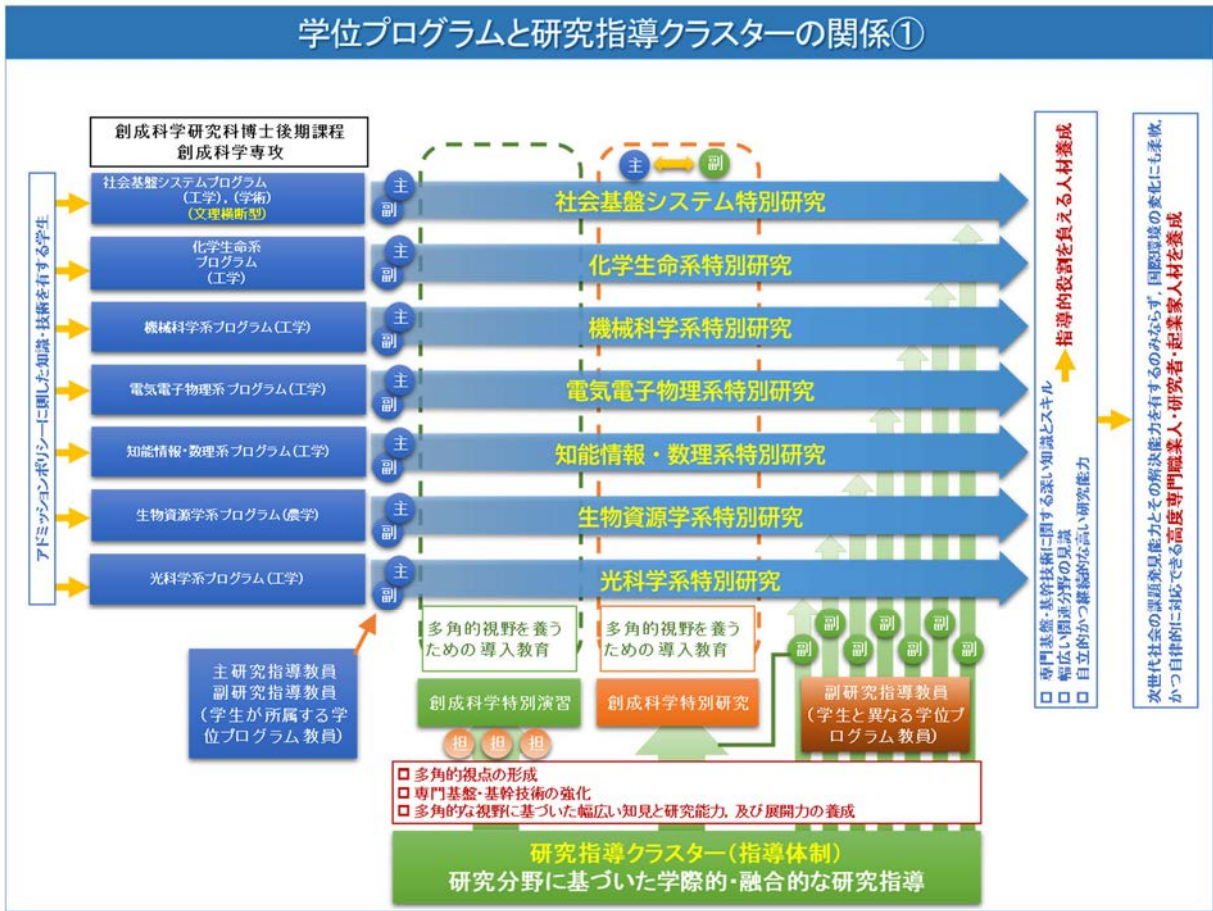 学位プログラムと研究指導クラスターの関係①
創成科学研究科博士後期課程
創成科学専攻
アドミッションポリシーに則した知識・技術を有する学生
社会基盤システムプログラム
(工学),(学術)
(文理横断型)
主
副
主
副
社会基盤システム特別研究
化学生命系
プログラム
(工学)
主
副
化学生命系特別研究
機械科学系プログラム(工学)
主
副
機械科学系特別研究
電気電子物理系プログラム(工学)
主
副
電気電子物理系特別研究
知能情報・数理系プログラム(工学)
主
副
知能情報・数理系特別研究
生物資源学系プログラム(農学)
主
副
生物資源学系特別研究
光科学系プログラム(工学)
主
副
光科学系特別研究
主研究指導教員
副研究指導教員
(学生が所属する学
位プログラム教員)
多角的視野を養う
ための導入教育
多角的視野を養う
ための導入教育
創成科学特別演習
創成科学特別研究
担 担 担
副 副 副 副 副 副 副
副研究指導教員
(学生と異なる学位プ
ログラム教員)
□ 多角的視点の形成
□ 専門基盤・基幹技術の強化
□ 多角的な視野に基づいた幅広い知見と研究能力,及び展開力の養成
研究指導クラスター(指導体制)
研究分野に基づいた学際的・融合的な研究指導
指導的役割を負える人材養成
□ 専門基盤・基幹技術に関する深い知識とスキル
□ 幅広い関連分野の見識
□ 自立的かつ継続的な高い研究能力
次世代社会の課題発見能力とその解決能力を有するのみならず,国際環境の変化にも柔軟,
かつ自律的に対応できる高度専門職業人・研究者・起業家人材を養成